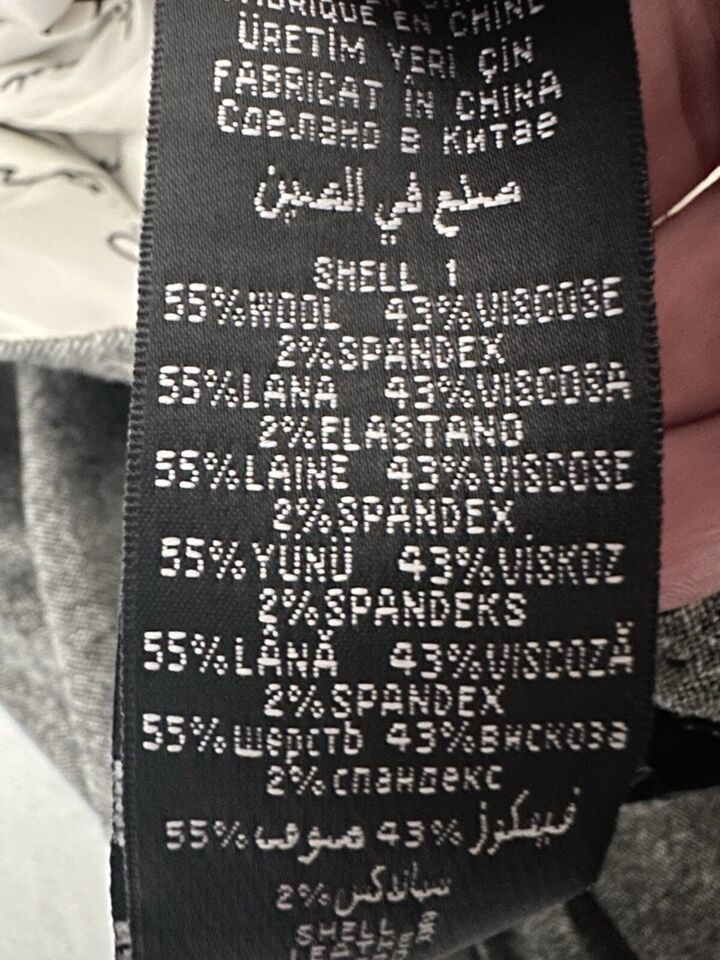 FABRIQUÉ EN CHINE
ÜRETİM YERİ ÇİN
FABRICAT ÎN CHINA
Сделано в Китае
صنع في الصين
SHELL 1
55%WOOL 43%VISCOSE
2%SPANDEX
55%LANA 43%VISCOSA
2%ELASTANO
55%LAINE 43%VISCOSE
2%SPANDEX
55%YÜNÜ 43%VİSKOZ
2%SPANDEKS
55%LÂNĂ 43%VISCOZĂ
2%SPANDEX
55%шерсть 43%вискоза
2%спандекс
55%صوف 43%فيسكوز
2%سباندكس
SHELL